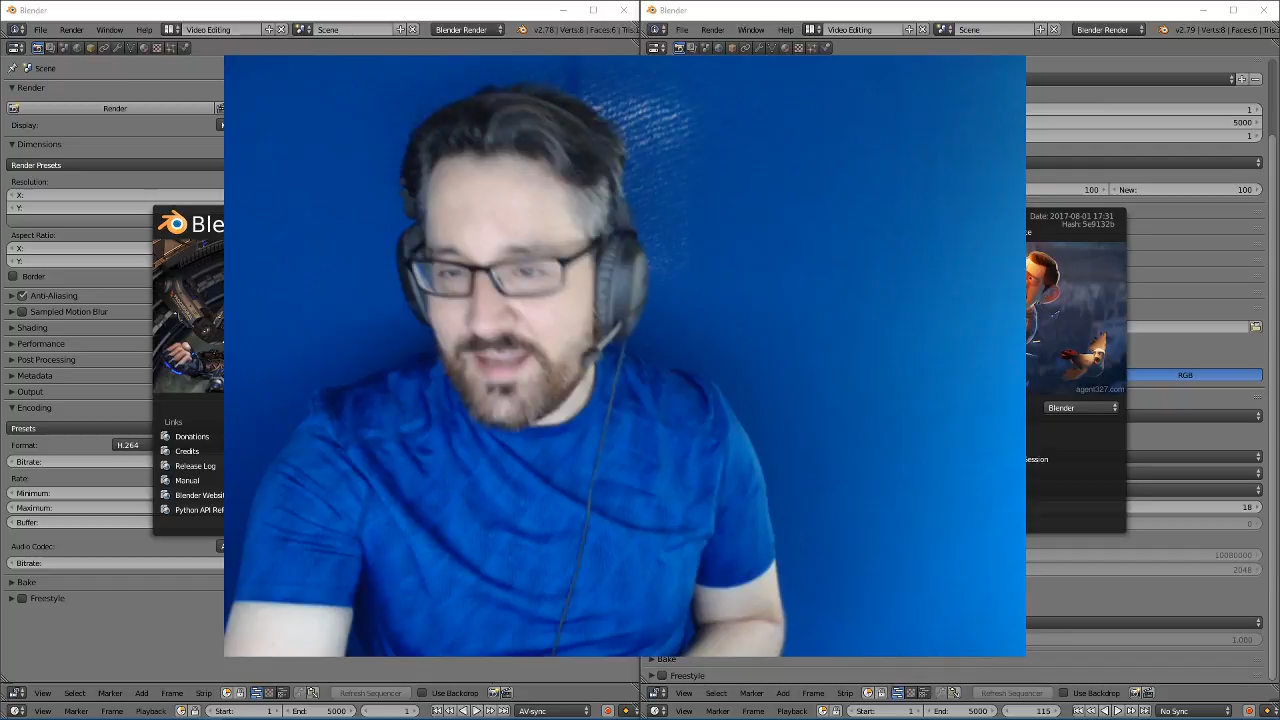 Blender
File Render Window Help Video Editing Scene Blender Render v2.78 | Verts:8 | Faces:6 | Tris:
Scene
Render
Render
Display:
Dimensions
Render Presets
Resolution:
X:
Y:
Aspect Ratio:
X:
Y:
Border
Anti-Aliasing
Sampled Motion Blur
Shading
Performance
Post Processing
Metadata
Output
Encoding
Presets
Format: H.264
Bitrate:
Rate:
Minimum:
Maximum:
Buffer:
Audio Codec:
Bitrate:
Bake
Freestyle
Ble
Links
Donations
Credits
Release Log
Manual
Blender Websi
Python API Ref
View Select Marker Add Frame Strip Refresh Sequencer Use Backdrop
View Marker Frame Playback Start: 1 End: 5000 1 AV-sync
Blender
File Render Window Help Video Editing Scene Blender Render v2.79 | Verts:8 | Faces:6 | Tris:1
1
5000
1
100 New: 100
Date: 2017-08-01 17:31
Hash: 5e9132b
ce
agent327.com
RGB
Blender
ession
18
0
10080000
2048
1.000
Bake
Freestyle
View Select Marker Add Frame Strip Refresh Sequencer Use Backdrop
View Marker Frame Playback Start: 1 End: 5000 115 No Sync